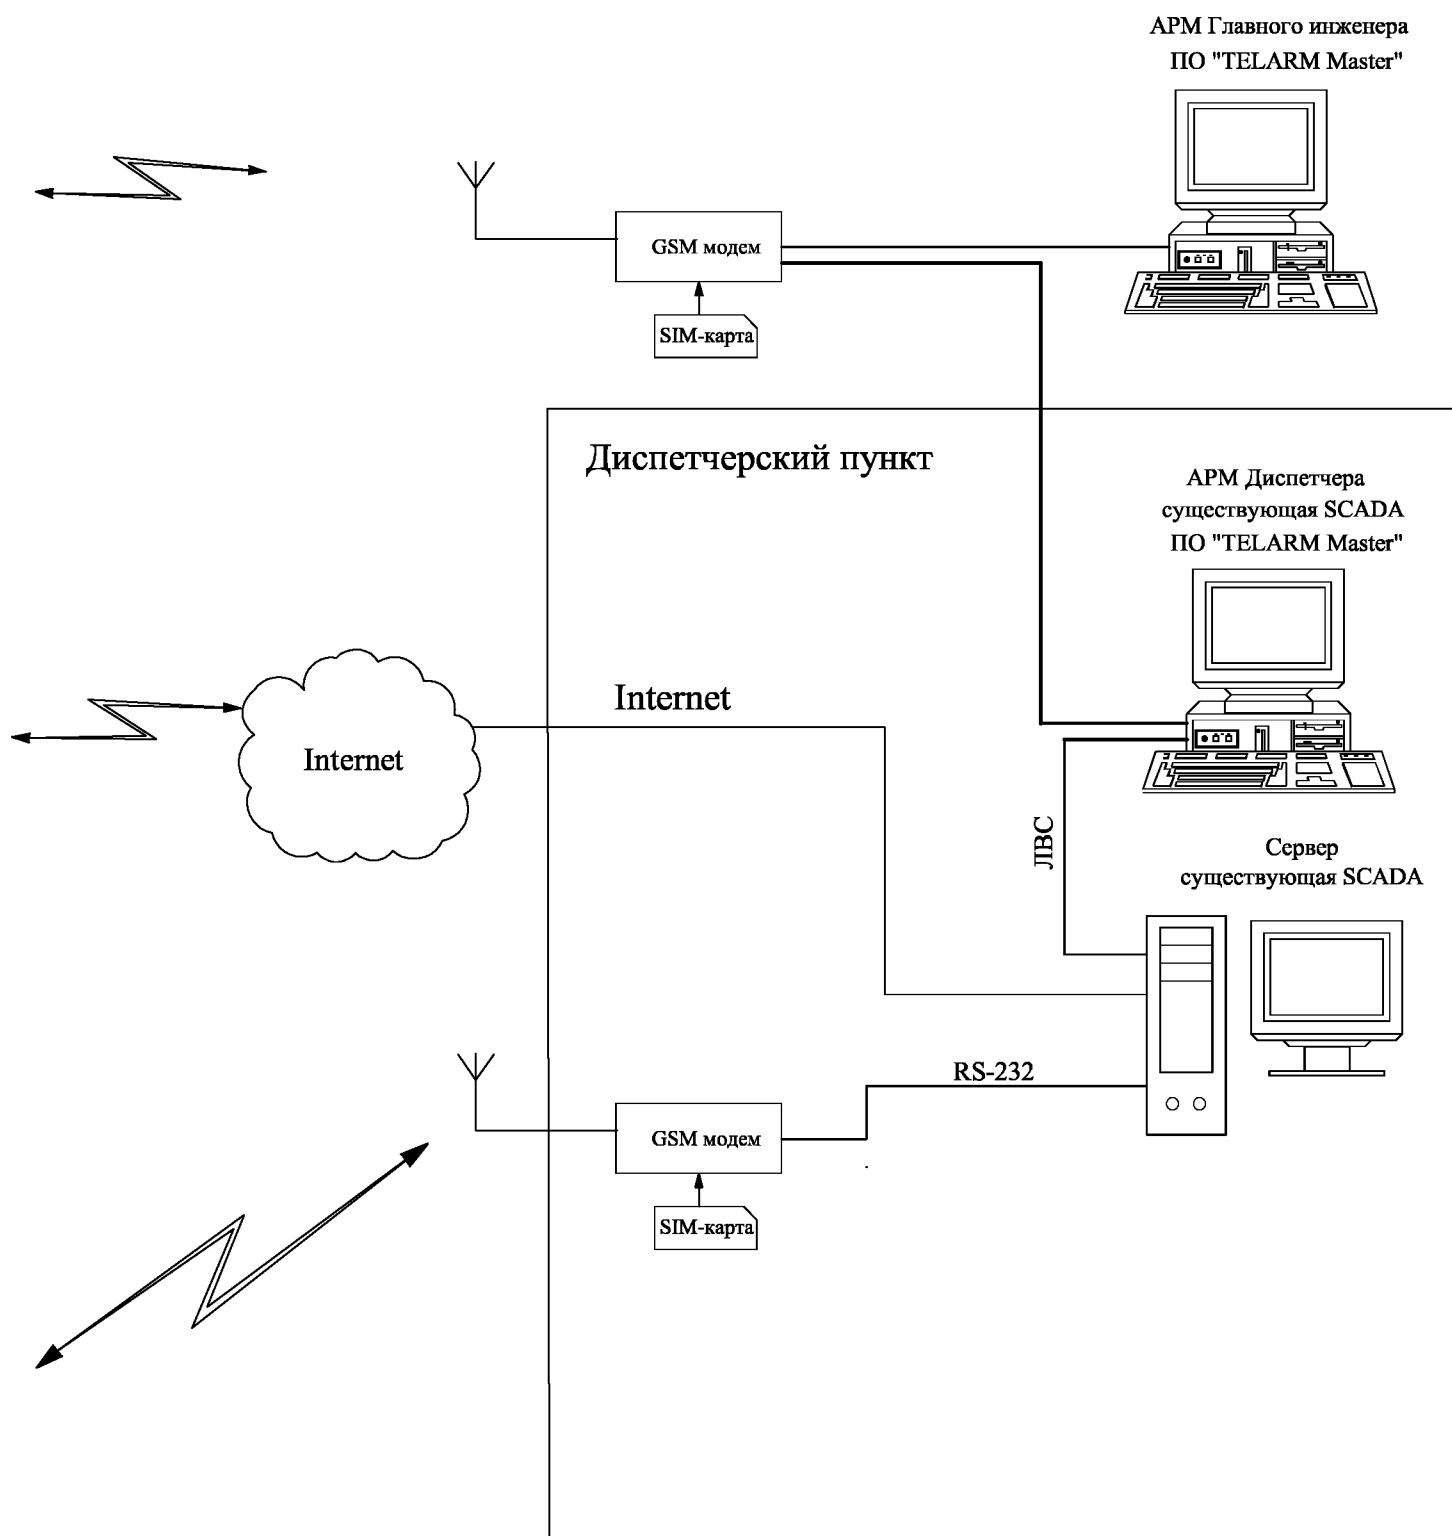 АРМ Главного инженера
ПО "TELARM Master"
GSM модем
SIM-карта
Диспетчерский пункт
АРМ Диспетчера
существующая SCADA
ПО "TELARM Master"
Internet
Internet
ЛВС
Сервер
существующая SCADA
RS-232
GSM модем
SIM-карта